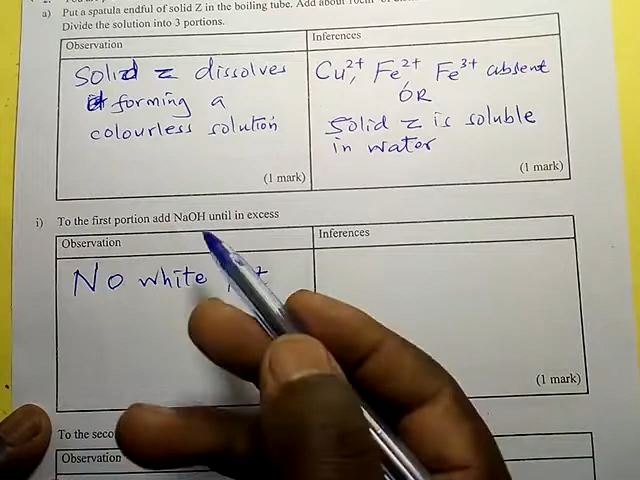 a) Put a spatula endful of solid Z in the boiling tube. Add about
Divide the solution into 3 portions.
Observation
Inferences
Solid z dissolves
forming a
colourless solution
Cu2+, Fe2+, Fe3+ absent
OR
Solid z is soluble
in water
(1 mark)
(1 mark)
i) To the first portion add NaOH until in excess
Observation
Inferences
No white
(1 mark)
To the
Observation